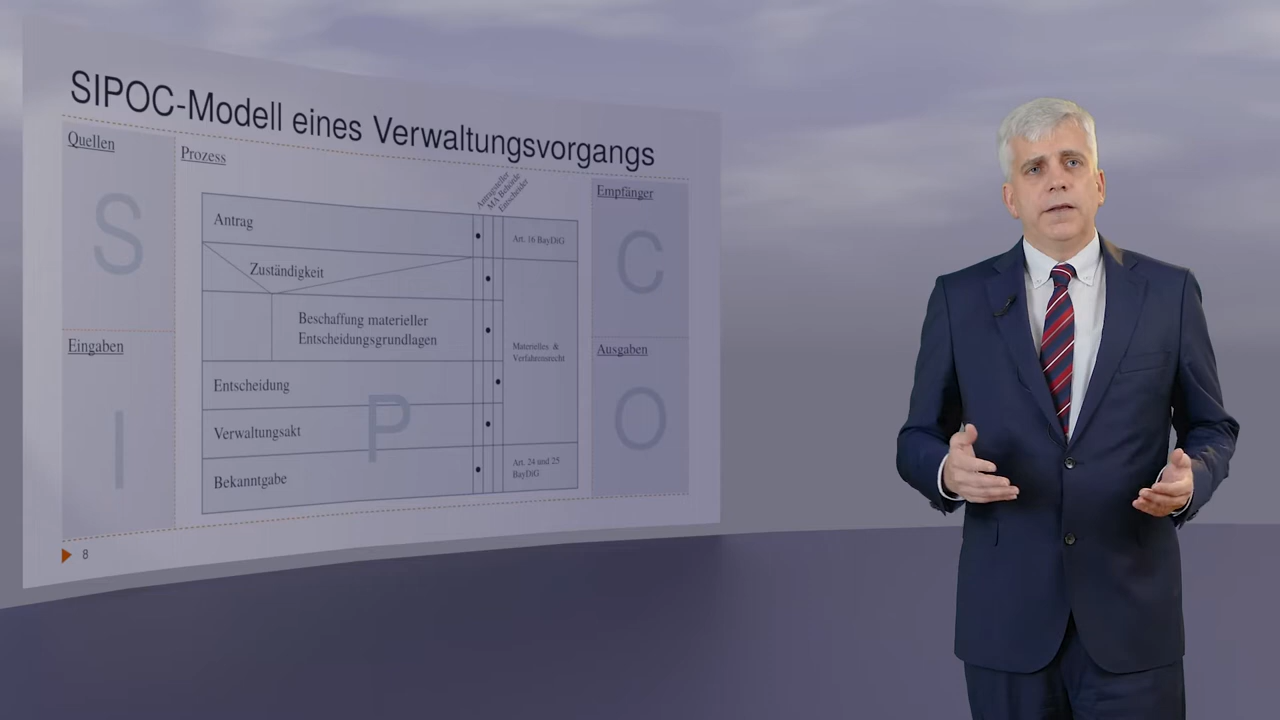 SIPOC-Modell eines Verwaltungsvorgangs
Quellen
S
Eingaben
I
Prozess
Antragsteller
MA Behörde
Entscheider
Antrag
Art. 16 BayDiG
Zuständigkeit
Beschaffung materieller
Entscheidungsgrundlagen
Materielles &
Verfahrensrecht
Entscheidung
P
Verwaltungsakt
Bekanntgabe
Art. 24 und 25
BayDiG
Empfänger
C
Ausgaben
O
8